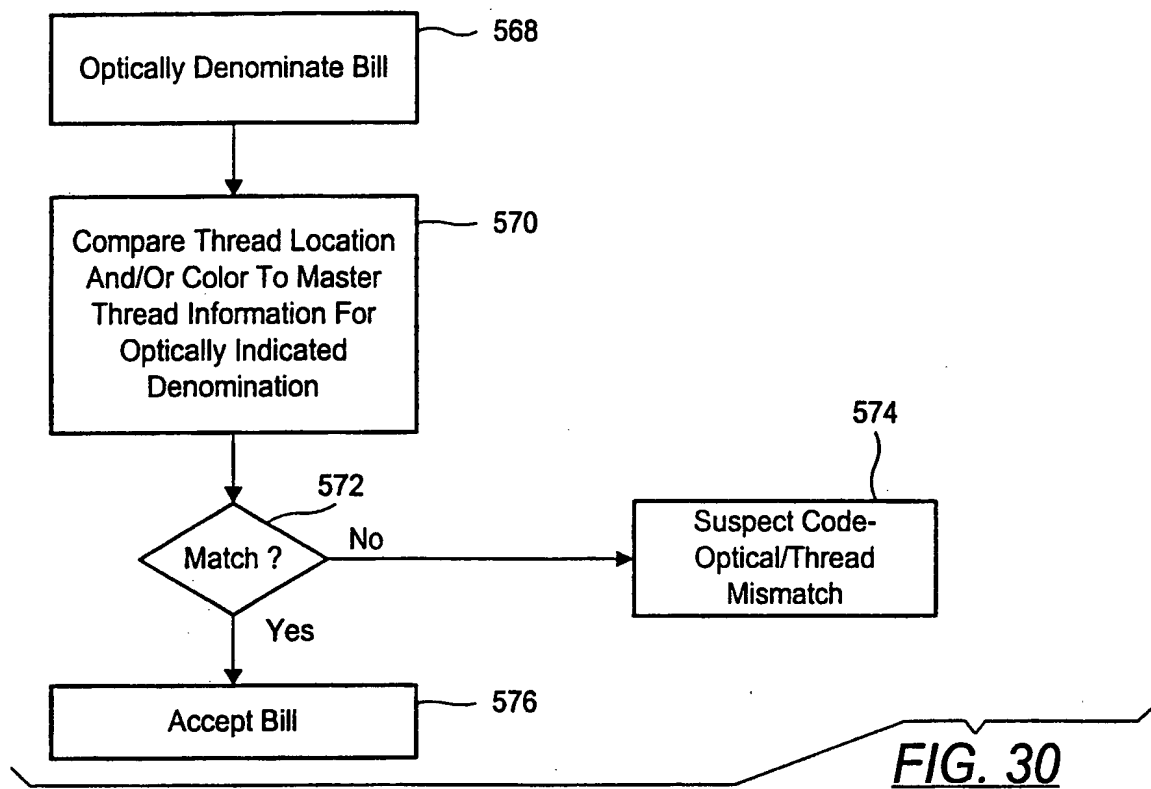 568
Optically Denominate Bill
570
Compare Thread Location
And/Or Color To Master
Thread Information For
Optically Indicated
Denomination
572
Match ?
No
574
Suspect Code-
Optical/Thread
Mismatch
Yes
576
Accept Bill
FIG. 30